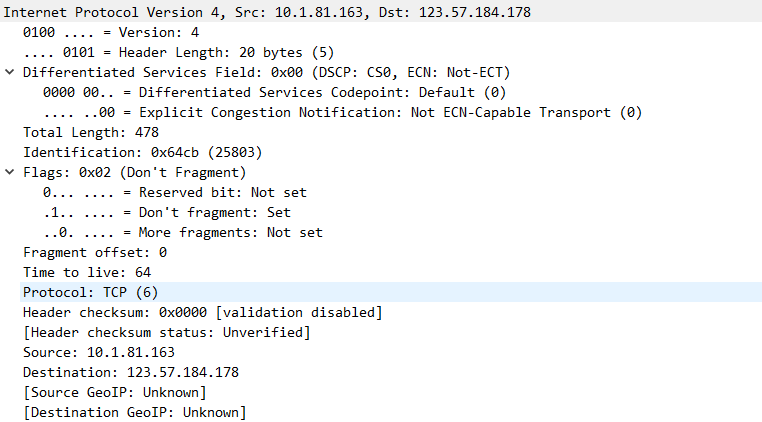 Internet Protocol Version 4, Src: 10.1.81.163, Dst: 123.57.184.178
0100 .... = Version: 4
.... 0101 = Header Length: 20 bytes (5)
Differentiated Services Field: 0x00 (DSCP: CS0, ECN: Not-ECT)
0000 00.. = Differentiated Services Codepoint: Default (0)
.... ..00 = Explicit Congestion Notification: Not ECN-Capable Transport (0)
Total Length: 478
Identification: 0x64cb (25803)
Flags: 0x02 (Don't Fragment)
0... .... = Reserved bit: Not set
.1.. .... = Don't fragment: Set
..0. .... = More fragments: Not set
Fragment offset: 0
Time to live: 64
Protocol: TCP (6)
Header checksum: 0x0000 [validation disabled]
[Header checksum status: Unverified]
Source: 10.1.81.163
Destination: 123.57.184.178
[Source GeoIP: Unknown]
[Destination GeoIP: Unknown]